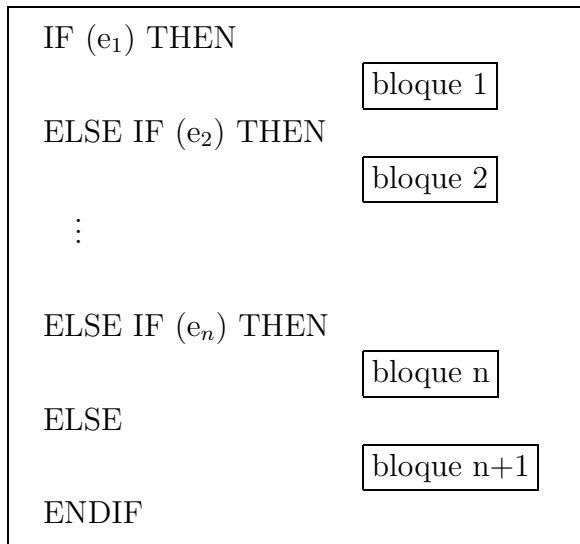 IF (e₁) THEN
bloque 1
ELSE IF (e₂) THEN
bloque 2
⋮
ELSE IF (eₙ) THEN
bloque n
ELSE
bloque n+1
ENDIF